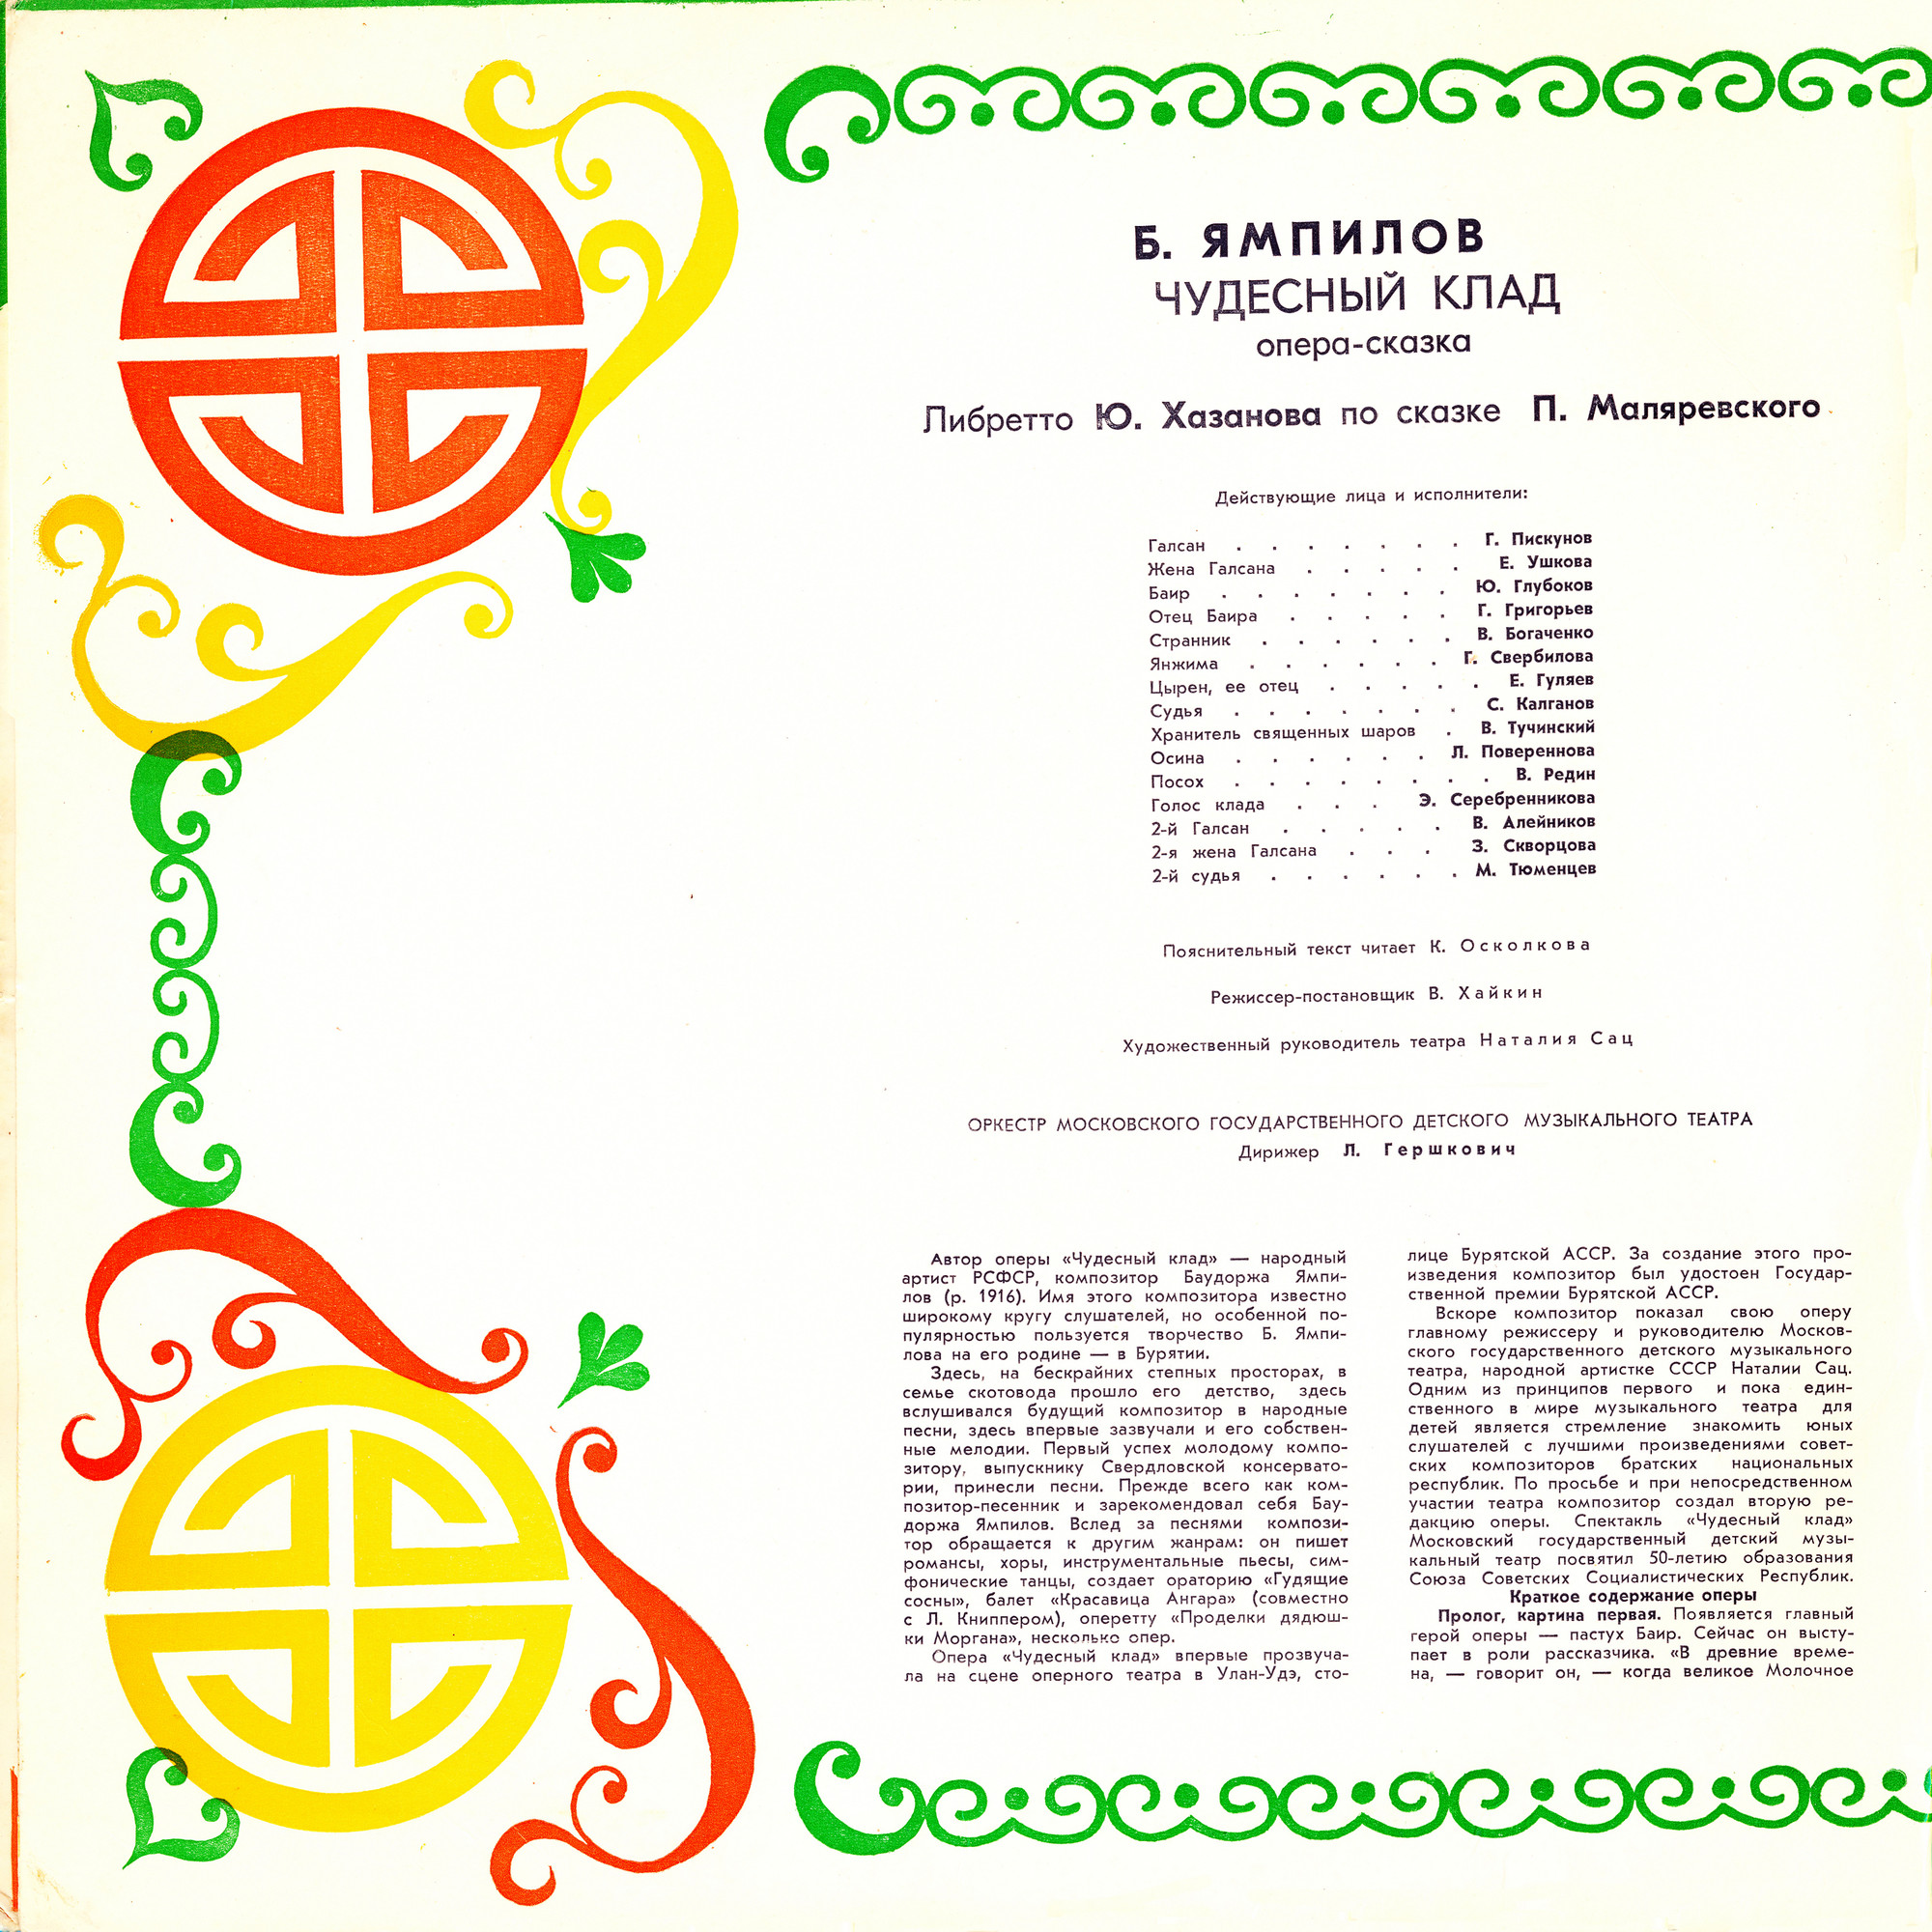 Б. ЯМПИЛОВ
ЧУДЕСНЫЙ КЛАД
опера-сказка
Либретто Ю. Хазанова по сказке П. Маляревского
Действующие лица и исполнители:
Галсан . . . . . . . Г. Пискунов
Жена Галсана . . . . . Е. Ушкова
Баир . . . . . . . Ю. Глубоков
Отец Баира . . . . . Г. Григорьев
Странник . . . . . . В. Богаченко
Янжима . . . . . . Г. Свербилова
Цырен, ее отец . . . . . Е. Гуляев
Судья . . . . . . . С. Калганов
Хранитель священных шаров . В. Тучинский
Осина . . . . . . Л. Повереннова
Посох . . . . . . . . В. Редин
Голос клада . . . Э. Серебренникова
2-й Галсан . . . . . В. Алейников
2-я жена Галсана . . . З. Скворцова
2-й судья . . . . . . М. Тюменцев
Пояснительный текст читает К. Осколкова
Режиссер-постановщик В. Хайкин
Художественный руководитель театра Наталия Сац
ОРКЕСТР МОСКОВСКОГО ГОСУДАРСТВЕННОГО ДЕТСКОГО МУЗЫКАЛЬНОГО ТЕАТРА
Дирижер Л. Гершкович
Автор оперы «Чудесный клад» — народный
артист РСФСР, композитор Баудоржа Ямпи-
лов (р. 1916). Имя этого композитора известно
широкому кругу слушателей, но особенной по-
пулярностью пользуется творчество Б. Ямпи-
лова на его родине — в Бурятии.
Здесь, на бескрайних степных просторах, в
семье скотовода прошло его детство, здесь
вслушивался будущий композитор в народные
песни, здесь впервые зазвучали и его собствен-
ные мелодии. Первый успех молодому компо-
зитору, выпускнику Свердловской консервато-
рии, принесли песни. Прежде всего как ком-
позитор-песенник и зарекомендовал себя Бау-
доржа Ямпилов. Вслед за песнями компози-
тор обращается к другим жанрам: он пишет
романсы, хоры, инструментальные пьесы, сим-
фонические танцы, создает ораторию «Гудящие
сосны», балет «Красавица Ангара» (совместно
с Л. Книппером), оперетту «Проделки дядюш-
ки Моргана», несколько опер.
Опера «Чудесный клад» впервые прозвуча-
ла на сцене оперного театра в Улан-Удэ, сто-
лице Бурятской АССР. За создание этого про-
изведения композитор был удостоен Государ-
ственной премии Бурятской АССР.
Вскоре композитор показал свою оперу
главному режиссеру и руководителю Москов-
ского государственного детского музыкального
театра, народной артистке СССР Наталии Сац.
Одним из принципов первого и пока един-
ственного в мире музыкального театра для
детей является стремление знакомить юных
слушателей с лучшими произведениями совет-
ских композиторов братских национальных
республик. По просьбе и при непосредственном
участии театра композитор создал вторую ре-
дакцию оперы. Спектакль «Чудесный клад»
Московский государственный детский музы-
кальный театр посвятил 50-летию образования
Союза Советских Социалистических Республик.
Краткое содержание оперы
Пролог, картина первая. Появляется главный
герой оперы — пастух Баир. Сейчас он высту-
пает в роли рассказчика. «В древние време-
на, — говорит он, — когда великое Молочное